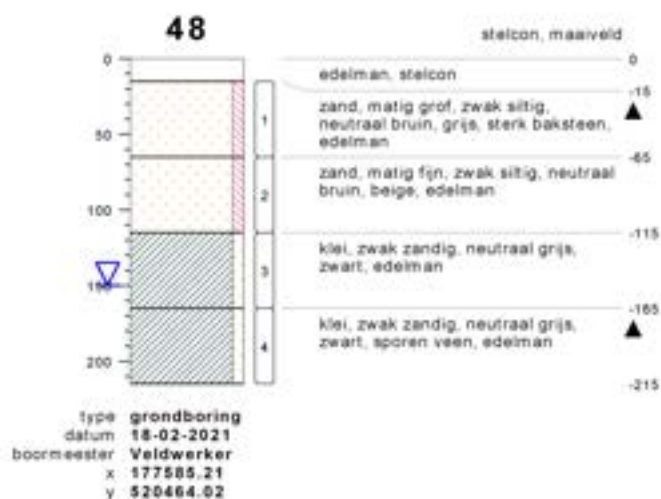 48
stelcon, maaiveld
0
0
edelman, stelcon
-15
zand, matig grof, zwak siltig,
neutraal bruin, grijs, sterk baksteen,
edelman
1
50
-65
zand, matig fijn, zwak siltig, neutraal
bruin, beige, edelman
2
100
-115
klei, zwak zandig, neutraal grijs,
zwart, edelman
3
150
-165
klei, zwak zandig, neutraal grijs,
zwart, sporen veen, edelman
4
200
-215
type grondboring
datum 18-02-2021
boormeester Veldwerker
x 177585.21
y 520464.02